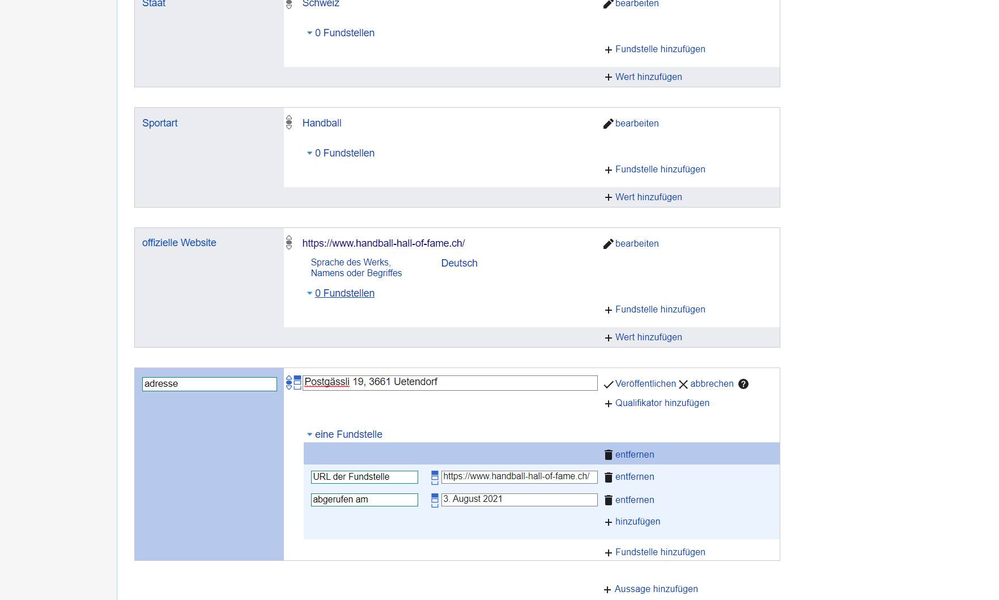 Staat
Schweiz
bearbeiten
0 Fundstellen
Fundstelle hinzufügen
Wert hinzufügen
Sportart
Handball
bearbeiten
0 Fundstellen
Fundstelle hinzufügen
Wert hinzufügen
offizielle Website
https://www.handball-hall-of-fame.ch/
bearbeiten
Sprache des Werks,
Namens oder Begriffes
Deutsch
0 Fundstellen
Fundstelle hinzufügen
Wert hinzufügen
adresse
Postgässli 19, 3661 Uetendorf
Veröffentlichen abbrechen ?
Qualifikator hinzufügen
eine Fundstelle
entfernen
URL der Fundstelle
https://www.handball-hall-of-fame.ch/
entfernen
abgerufen am
3. August 2021
entfernen
hinzufügen
Fundstelle hinzufügen
Aussage hinzufügen